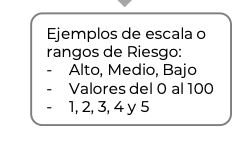 Ejemplos de escala o
rangos de Riesgo:
- Alto, Medio, Bajo
- Valores del 0 al 100
- 1, 2, 3, 4 y 5